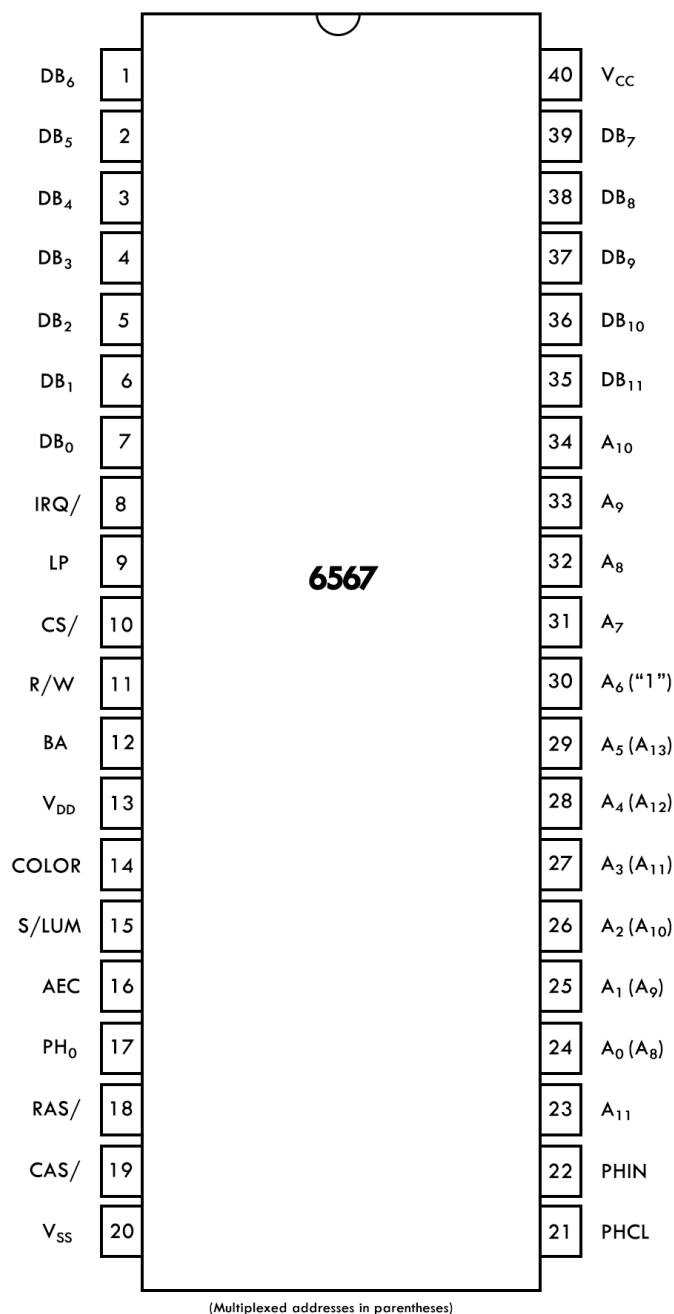 DB₆ 1 40 V_CC
DB₅ 2 39 DB₇
DB₄ 3 38 DB₈
DB₃ 4 37 DB₉
DB₂ 5 36 DB₁₀
DB₁ 6 35 DB₁₁
DB₀ 7 34 A₁₀
IRQ/ 8 33 A₉
LP 9 32 A₈
6567
CS/ 10 31 A₇
R/W 11 30 A₆ (“1”)
BA 12 29 A₅ (A₁₃)
V_DD 13 28 A₄ (A₁₂)
COLOR 14 27 A₃ (A₁₁)
S/LUM 15 26 A₂ (A₁₀)
AEC 16 25 A₁ (A₉)
PH₀ 17 24 A₀ (A₈)
RAS/ 18 23 A₁₁
CAS/ 19 22 PHIN
V_SS 20 21 PHCL
(Multiplexed addresses in parentheses)